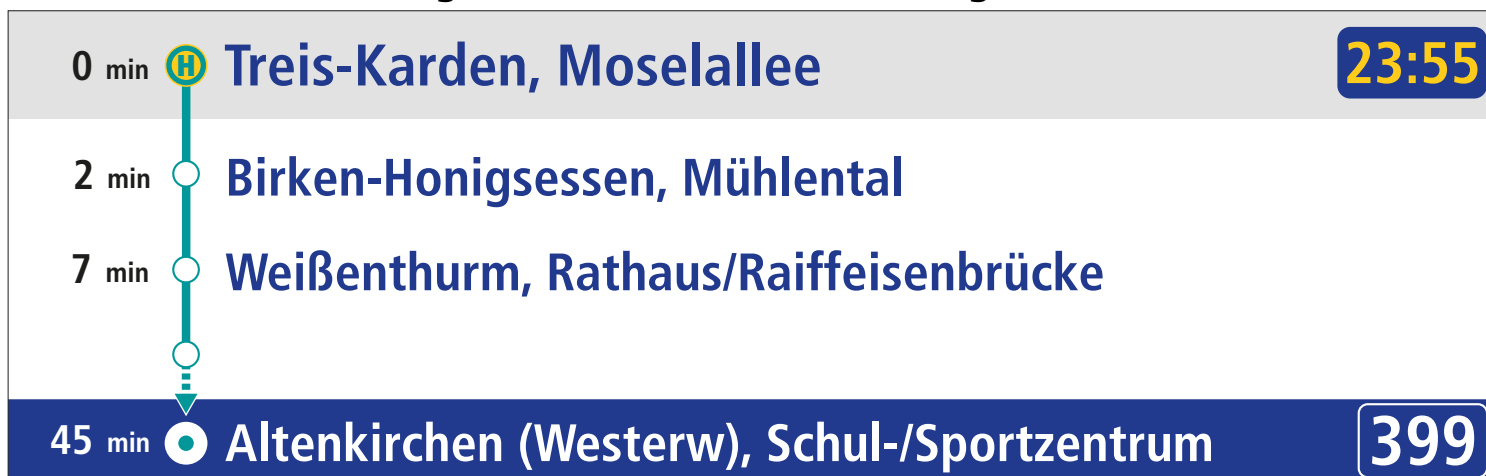 0 min H Treis-Karden, Moselallee 23:55
2 min Birken-Honigsessen, Mühlental
7 min Weißenthurm, Rathaus/Raiffeisenbrücke
45 min Altenkirchen (Westerw), Schul-/Sportzentrum 399